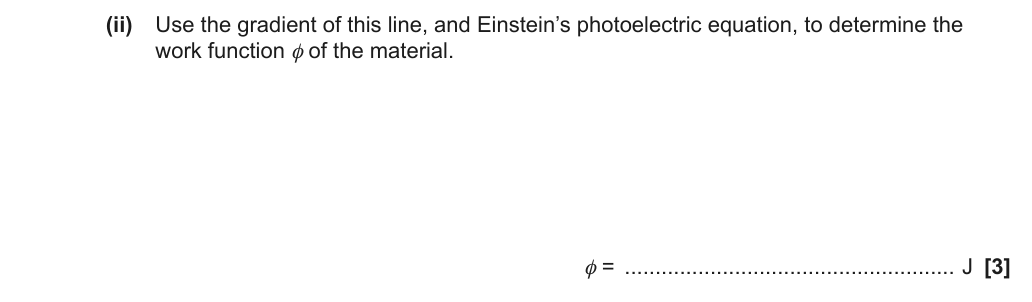 (ii) Use the gradient of this line, and Einstein’s photoelectric equation, to determine the
work function ϕ of the material.
ϕ = ...................................................... J [3]